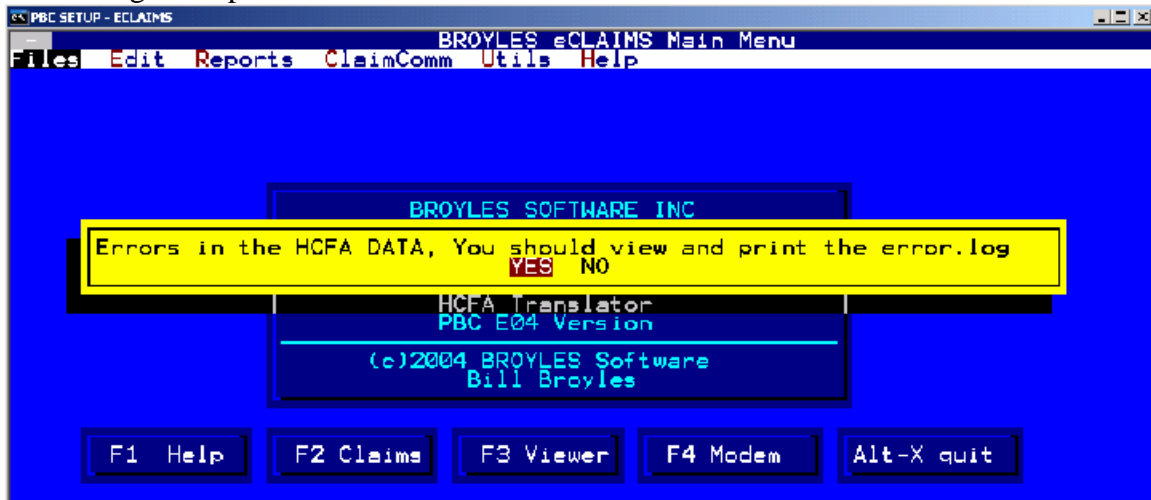 PBC SETUP - ECLAIMS
BROYLES eCLAIMS Main Menu
Files Edit Reports ClaimComm Utils Help
BROYLES SOFTWARE INC
Errors in the HCFA DATA, You should view and print the error.log
YES NO
HCFA Translator
PBC E04 Version
(c)2004 BROYLES Software
Bill Broyles
F1 Help F2 Claims F3 Viewer F4 Modem Alt-X quit